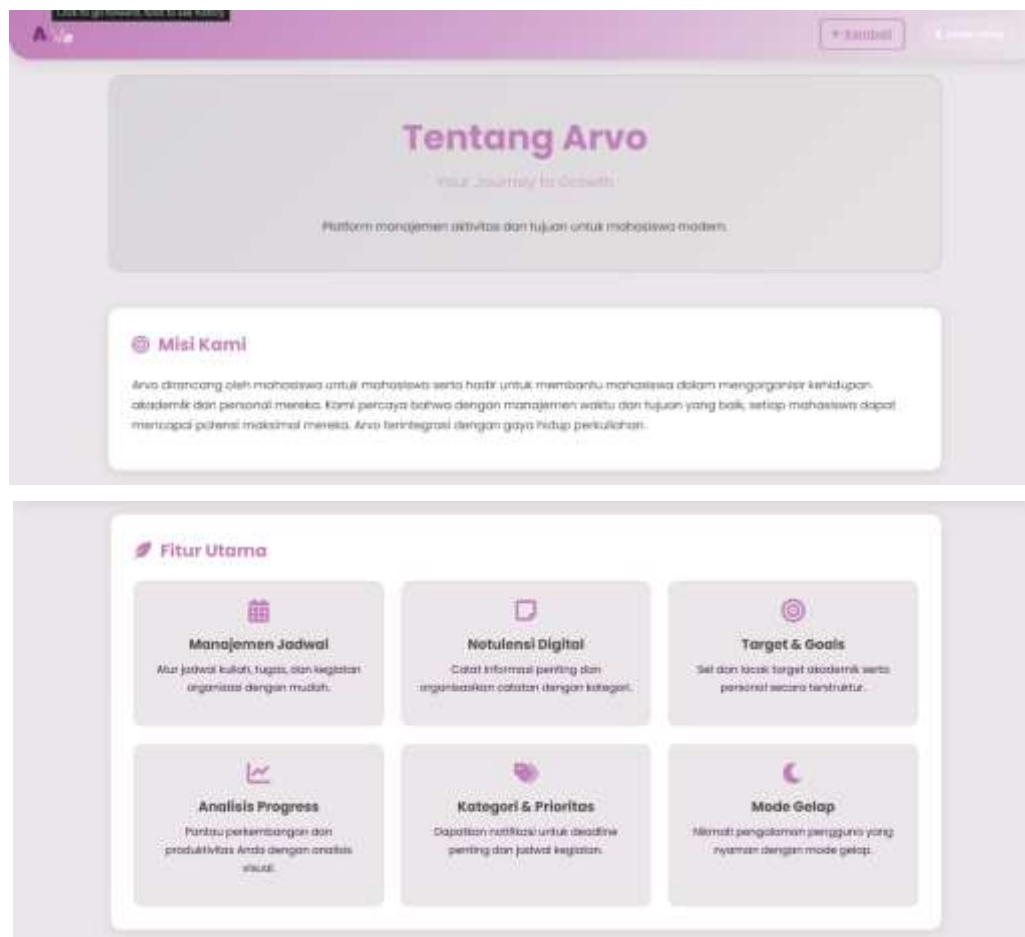 Arvo
Kembali
Tentang Arvo
Your Journey to Growth
Platform manajemen aktivitas dan tujuan untuk mahasiswa modern.
Misi Kami
Arvo dirancang oleh mahasiswa untuk mahasiswa serta hadir untuk membantu mahasiswa dalam mengorganisir kehidupan
akademik dan personal mereka. Kami percaya bahwa dengan manajemen waktu dan tujuan yang baik, setiap mahasiswa dapat
mencapai potensi maksimal mereka. Arvo terintegrasi dengan gaya hidup perkuliahan.
Fitur Utama
Manajemen Jadwal
Atur jadwal kuliah, tugas, dan kegiatan
organisasi dengan mudah.
Notulensi Digital
Catat informasi penting dan
organisasikan catatan dengan kategori.
Target & Goals
Set dan lacak target akademik serta
personal secara terstruktur.
Analisis Progress
Pantau perkembangan dan
produktivitas Anda dengan analisis
visual.
Kategori & Prioritas
Dapatkan notifikasi untuk deadline
penting dan jadwal kegiatan.
Mode Gelap
Nikmati pengalaman pengguna yang
nyaman dengan mode gelap.